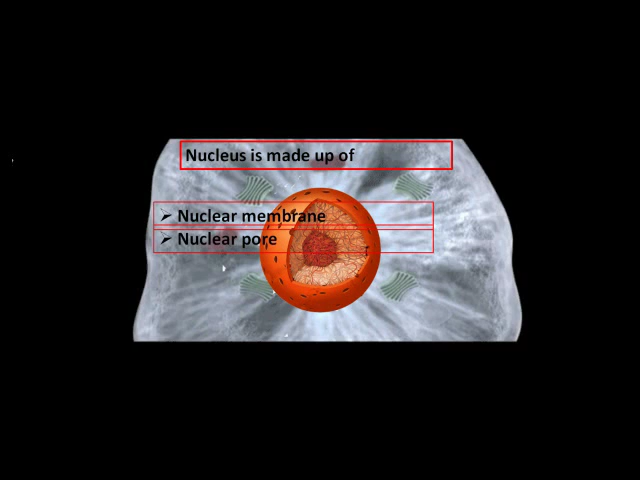 Nucleus is made up of
➢ Nuclear membrane
➢ Nuclear pore